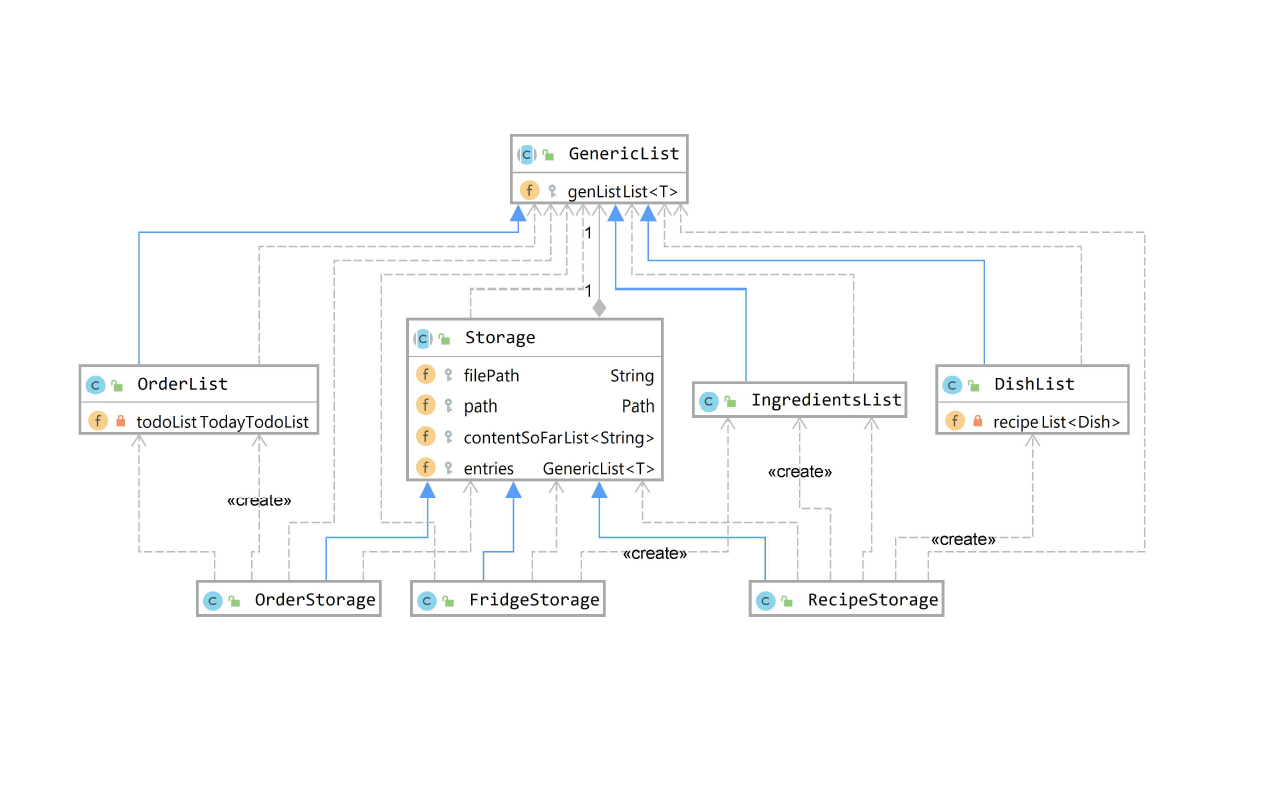 GenericList
genList List<T>
1
1
Storage
filePath String
path Path
contentSoFar List<String>
entries GenericList<T>
OrderList
todoList TodayTodoList
IngredientsList
DishList
recipe List<Dish>
«create»
«create»
«create»
«create»
OrderStorage
FridgeStorage
RecipeStorage